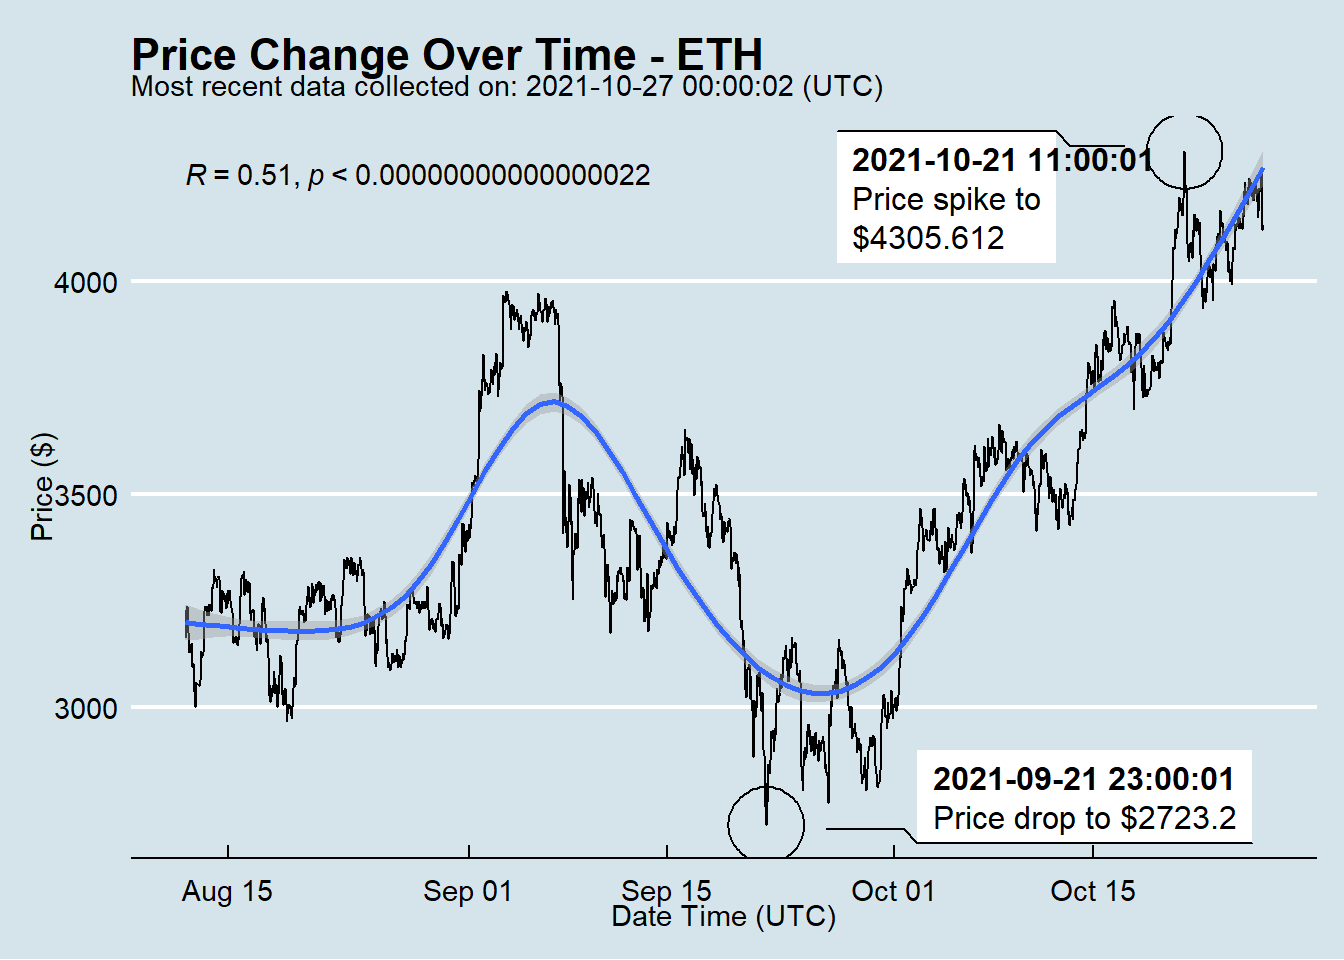 Price Change Over Time - ETH
Most recent data collected on: 2021-10-27 00:00:02 (UTC)
R = 0.51, p < 0.00000000000000022
2021-10-21 11:00:01
Price spike to
$4305.612
4000
3500
3000
Price ($)
2021-09-21 23:00:01
Price drop to $2723.2
Aug 15
Sep 01
Sep 15
Oct 01
Oct 15
Date Time (UTC)